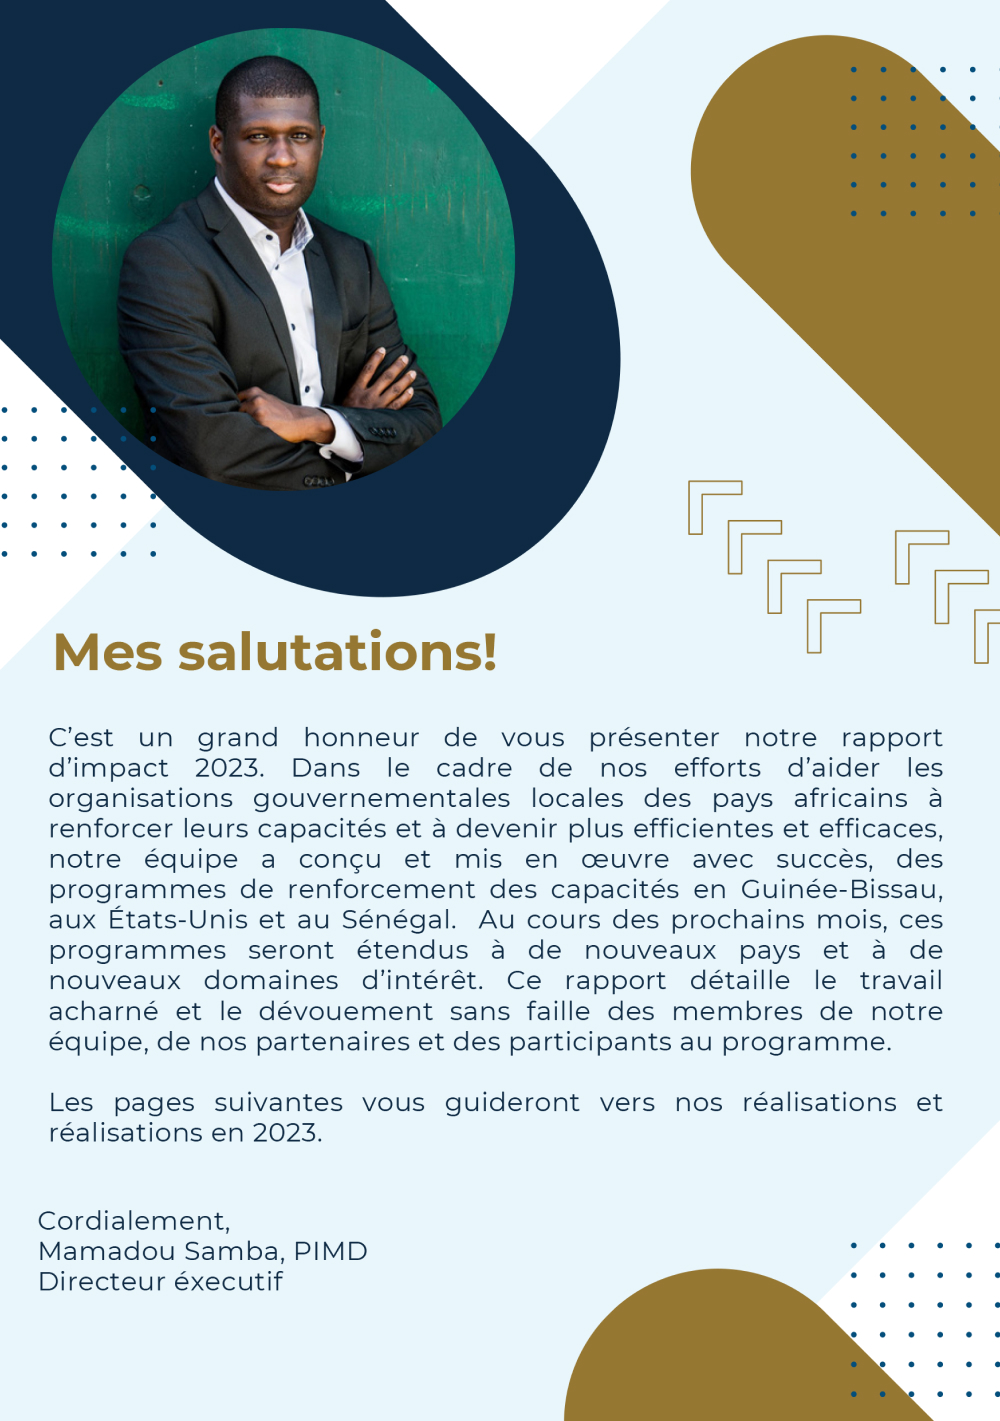 Mes salutations!
C’est un grand honneur de vous présenter notre rapport
d’impact 2023. Dans le cadre de nos efforts d’aider les
organisations gouvernementales locales des pays africains à
renforcer leurs capacités et à devenir plus efficientes et efficaces,
notre équipe a conçu et mis en œuvre avec succès, des
programmes de renforcement des capacités en Guinée-Bissau,
aux États-Unis et au Sénégal.  Au cours des prochains mois, ces
programmes seront étendus à de nouveaux pays et à de
nouveaux domaines d’intérêt. Ce rapport détaille le travail
acharné et le dévouement sans faille des membres de notre
équipe, de nos partenaires et des participants au programme.
Les pages suivantes vous guideront vers nos réalisations et
réalisations en 2023.
Cordialement,
Mamadou Samba, PIMD
Directeur éxecutif